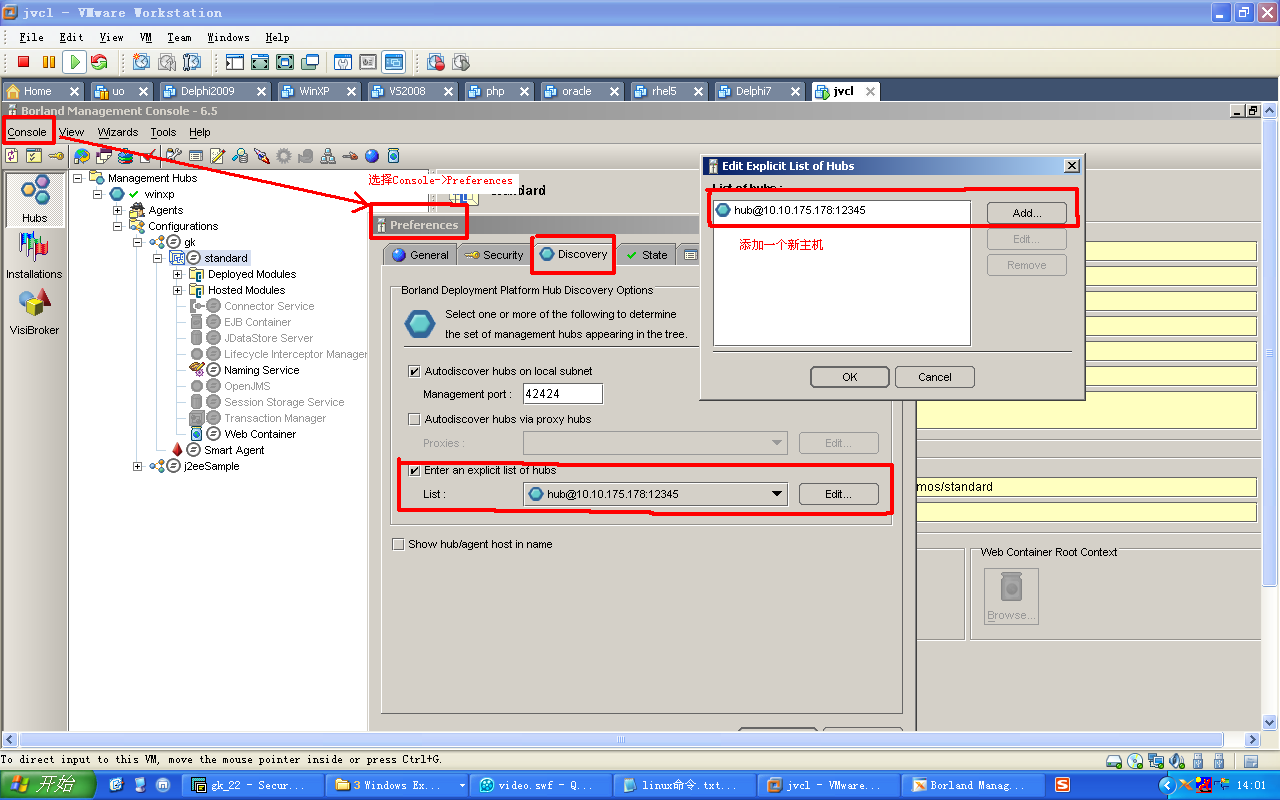 jvcl - VMware Workstation
File Edit View VM Team Windows Help
Home uo Delphi2009 WinXP VS2008 php oracle rhel5 Delphi7 jvcl
Borland Management Console - 6.5
Console View Wizards Tools Help
Hubs
Installations
VisiBroker
Management Hubs
winxp
Agents
Configurations
gk
standard
Deployed Modules
Hosted Modules
Connector Service
EJB Container
JDataStore Server
Lifecycle Interceptor Manager
Naming Service
OpenJMS
Session Storage Service
Transaction Manager
Web Container
Smart Agent
j2eeSample
选择Console->Preferences
standard
Preferences
General Security Discovery State
Borland Deployment Platform Hub Discovery Options
Select one or more of the following to determine
the set of management hubs appearing in the tree.
Autodiscover hubs on local subnet
Management port : 42424
Autodiscover hubs via proxy hubs
Proxies : Edit...
Enter an explicit list of hubs
List : hub@10.10.175.178:12345 Edit...
Show hub/agent host in name
Edit Explicit List of Hubs
List of hubs :
hub@10.10.175.178:12345
添加一个新主机
Add...
Edit...
Remove
OK Cancel
mos/standard
Web Container Root Context
Browse...
To direct input to this VM, move the mouse pointer inside or press Ctrl+G.
开始 gk_22 - Secur... 3 Windows Ex... video.swf - Q... linux命令.txt... jvcl - VMware... Borland Manag... 14:01